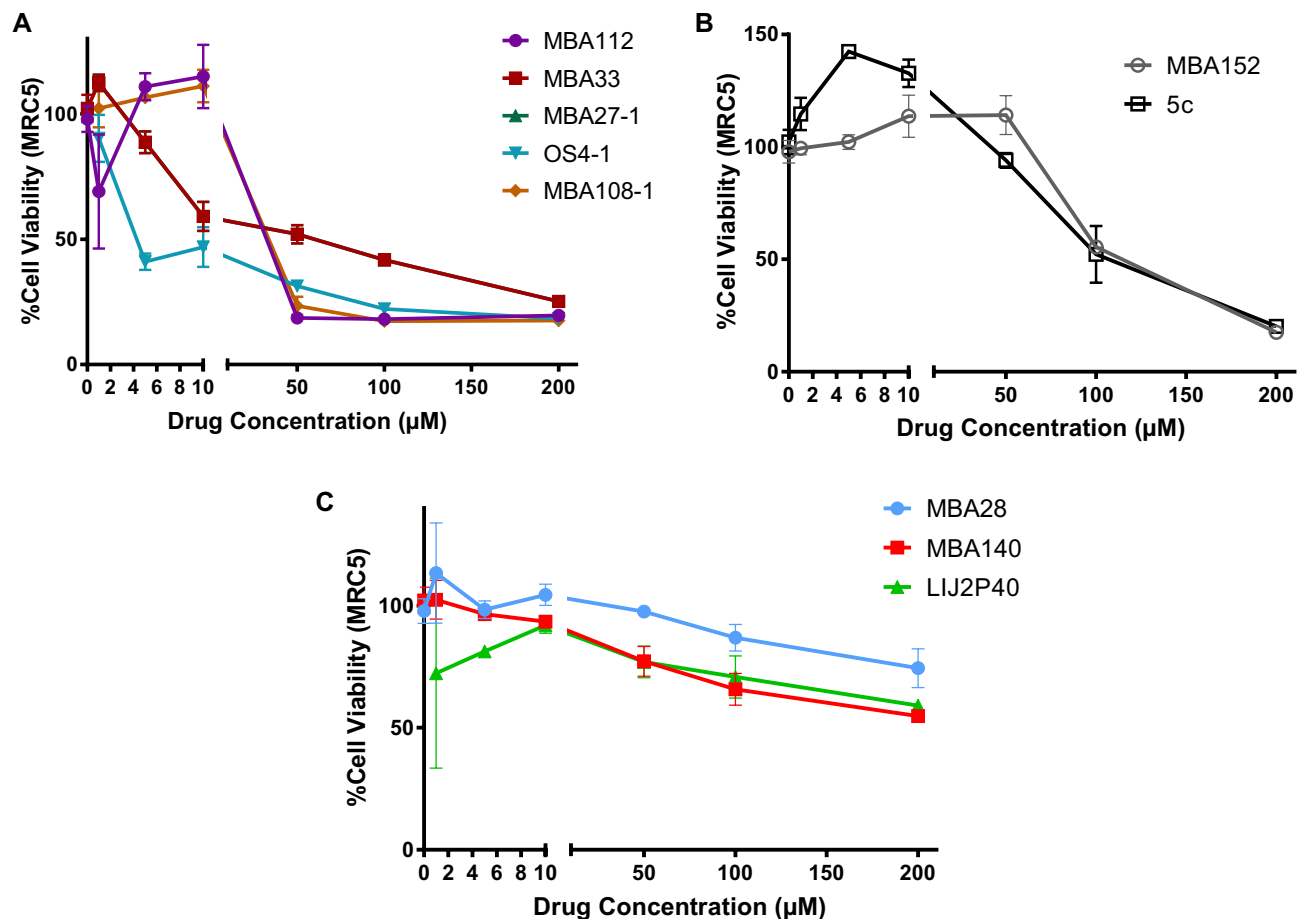 A
%Cell Viability (MRC5)
100
50
0
0 2 4 6 8 10 50 100 150 200
Drug Concentration (μM)
MBA112
MBA33
MBA27-1
OS4-1
MBA108-1
B
%Cell Viability (MRC5)
150
100
50
0
0 2 4 6 8 10 50 100 150 200
Drug Concentration (μM)
MBA152
5c
C
%Cell Viability (MRC5)
100
50
0
0 2 4 6 8 10 50 100 150 200
Drug Concentration (μM)
MBA28
MBA140
LIJ2P40